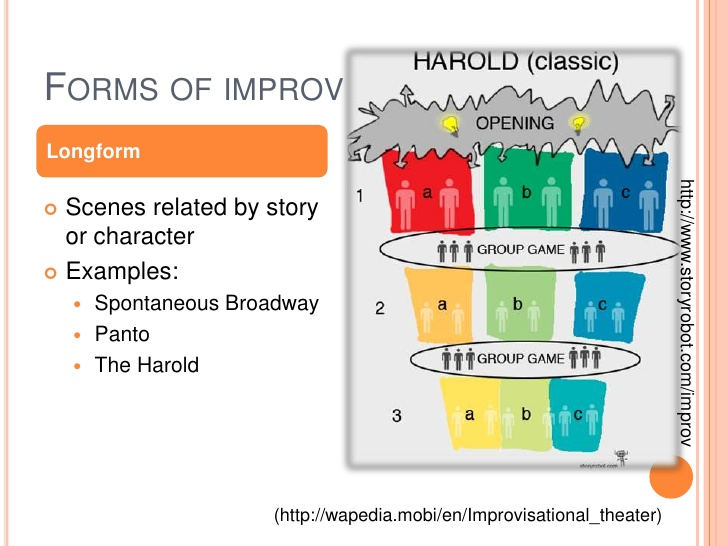 FORMS OF IMPROV
Longform
Scenes related by story
or character
Examples:
Spontaneous Broadway
Panto
The Harold
HAROLD (classic)
OPENING
1 a b c
GROUP GAME
2 a b c
GROUP GAME
3 a b c
storyrobot.com
http://www.storyrobot.com/improv
(http://wapedia.mobi/en/Improvisational_theater)